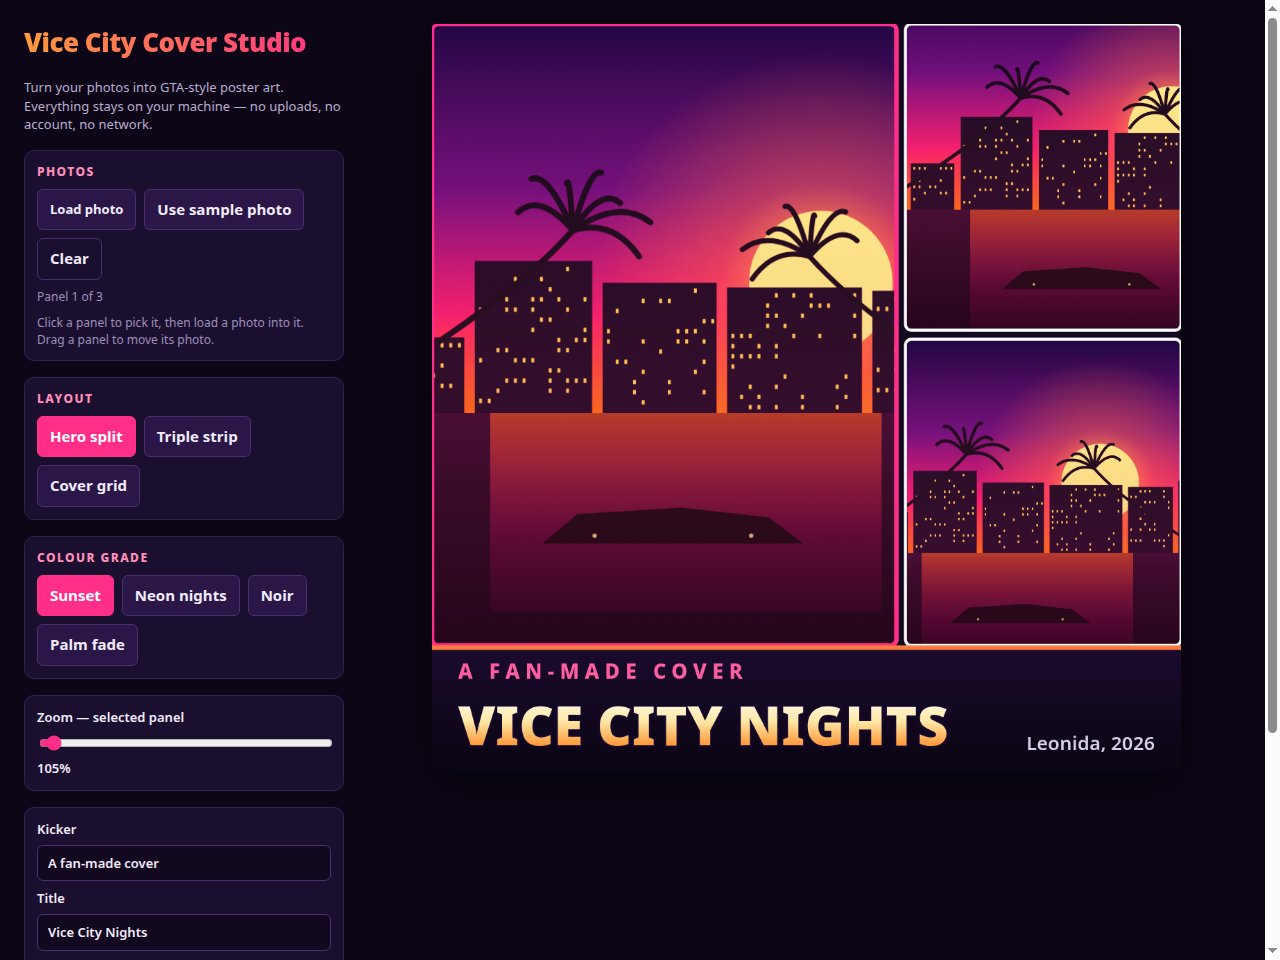 Vice City Cover Studio
Turn your photos into GTA-style poster art.
Everything stays on your machine — no uploads, no
account, no network.
PHOTOS
Load photo
Use sample photo
Clear
Panel 1 of 3
Click a panel to pick it, then load a photo into it.
Drag a panel to move its photo.
LAYOUT
Hero split
Triple strip
Cover grid
COLOUR GRADE
Sunset
Neon nights
Noir
Palm fade
Zoom — selected panel
105%
Kicker
A fan-made cover
Title
Vice City Nights
A FAN-MADE COVER
VICE CITY NIGHTS
Leonida, 2026